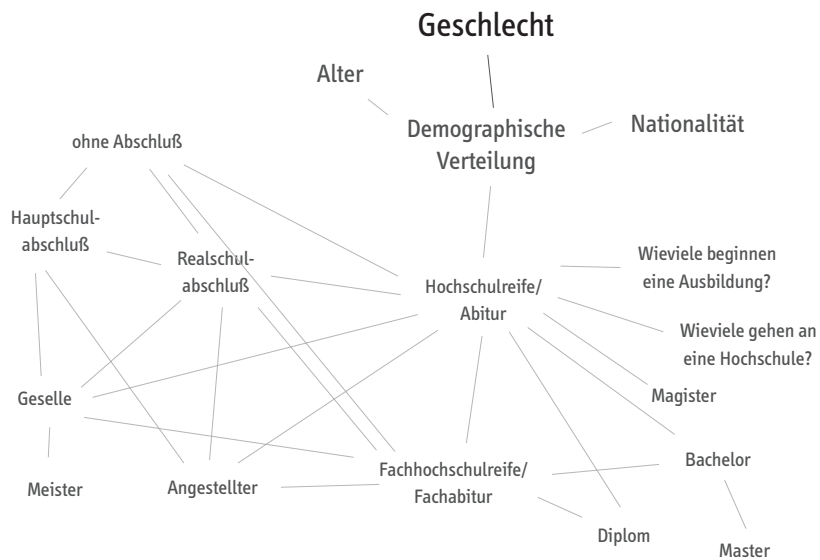 Geschlecht
Alter
Demographische
Verteilung
Nationalität
ohne Abschluß
Hauptschul-
abschluß
Realschul-
abschluß
Hochschulreife/
Abitur
Wieviele beginnen
eine Ausbildung?
Wieviele gehen an
eine Hochschule?
Geselle
Magister
Meister
Angestellter
Fachhochschulreife/
Fachabitur
Bachelor
Diplom
Master